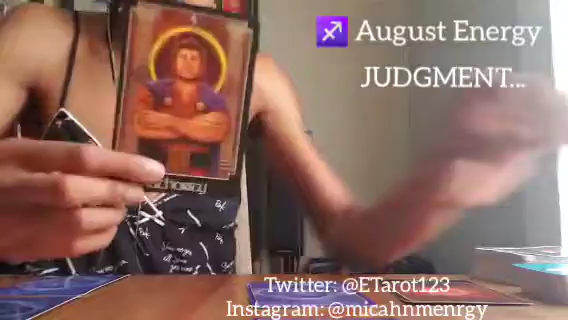 ♐ August Energy
JUDGMENT...
Twitter: @ETarot123
Instagram: @micahnmenrgy